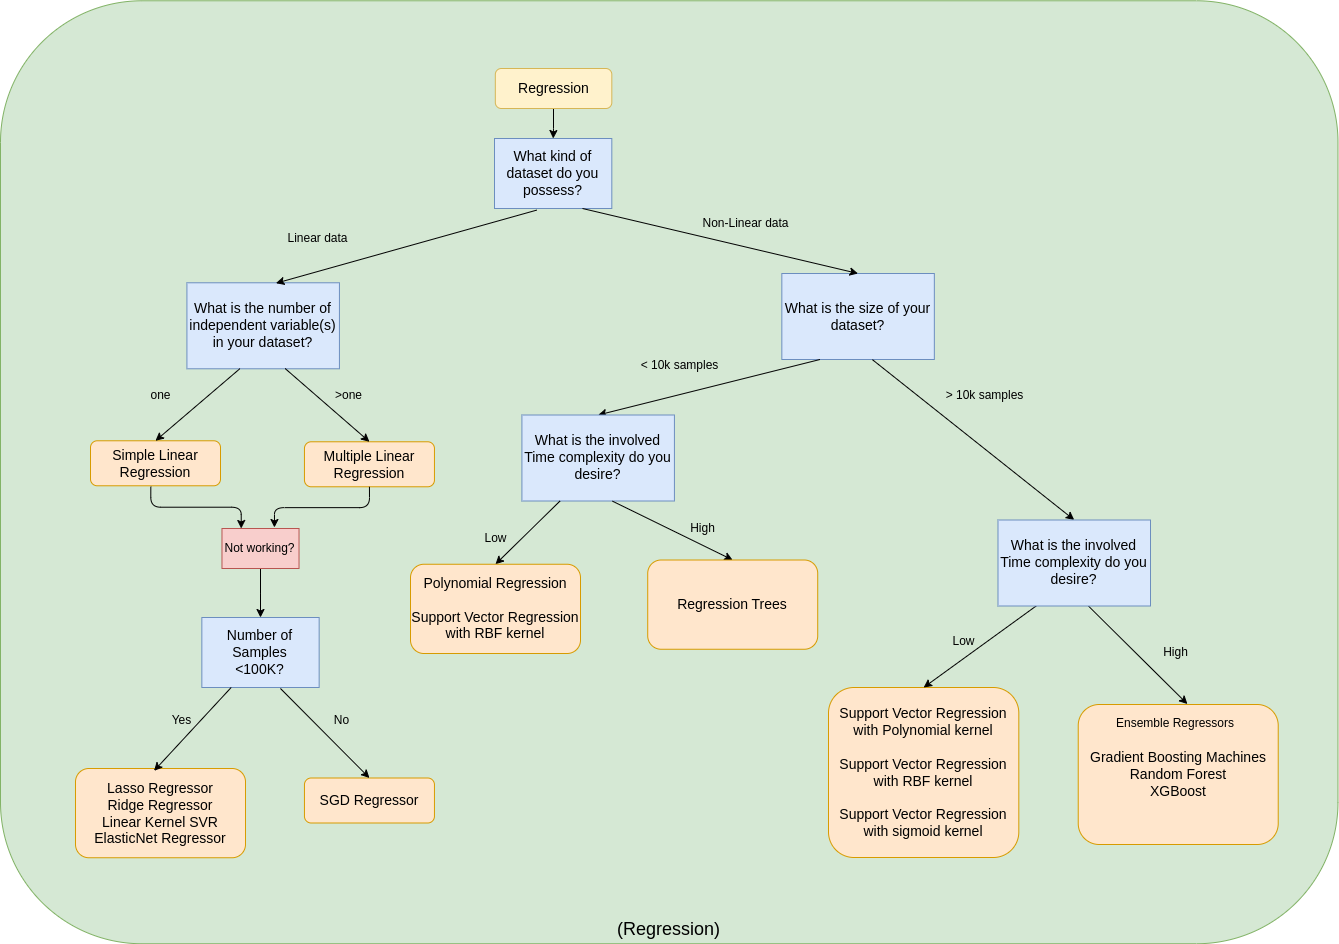 Regression
What kind of
dataset do you
possess?
Linear data
Non-Linear data
What is the number of
independent variable(s)
in your dataset?
What is the size of your
dataset?
one
>one
< 10k samples
> 10k samples
Simple Linear
Regression
Multiple Linear
Regression
What is the involved
Time complexity do you
desire?
Not working?
Low
High
What is the involved
Time complexity do you
desire?
Polynomial Regression
Support Vector Regression
with RBF kernel
Regression Trees
Number of
Samples
<100K?
Low
High
Yes
No
Support Vector Regression
with Polynomial kernel
Support Vector Regression
with RBF kernel
Support Vector Regression
with sigmoid kernel
Ensemble Regressors
Gradient Boosting Machines
Random Forest
XGBoost
Lasso Regressor
Ridge Regressor
Linear Kernel SVR
ElasticNet Regressor
SGD Regressor
(Regression)